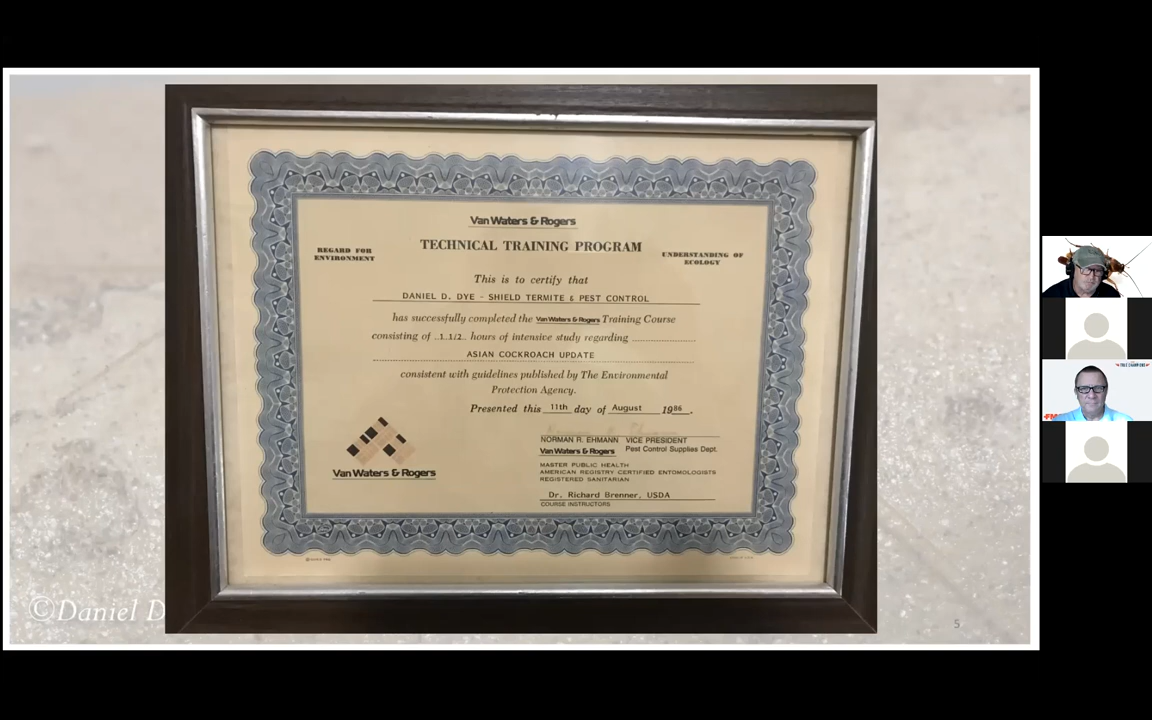 Van Waters & Rogers
TECHNICAL TRAINING PROGRAM
REGARD FOR
ENVIRONMENT
UNDERSTANDING OF
ECOLOGY
This is to certify that
DANIEL D. DYE - SHIELD TERMITE & PEST CONTROL
has successfully completed the Van Waters & Rogers Training Course
consisting of 1 1/2 hours of intensive study regarding
ASIAN COCKROACH UPDATE
consistent with guidelines published by The Environmental
Protection Agency.
Presented this 11th day of August 1986.
NORMAN R. EHMANN VICE PRESIDENT
Van Waters & Rogers Pest Control Supplies Dept.
MASTER PUBLIC HEALTH
AMERICAN REGISTRY CERTIFIED ENTOMOLOGISTS
REGISTERED SANITARIAN
Dr. Richard Brenner, USDA
COURSE INSTRUCTORS
Van Waters & Rogers
©Daniel D
5